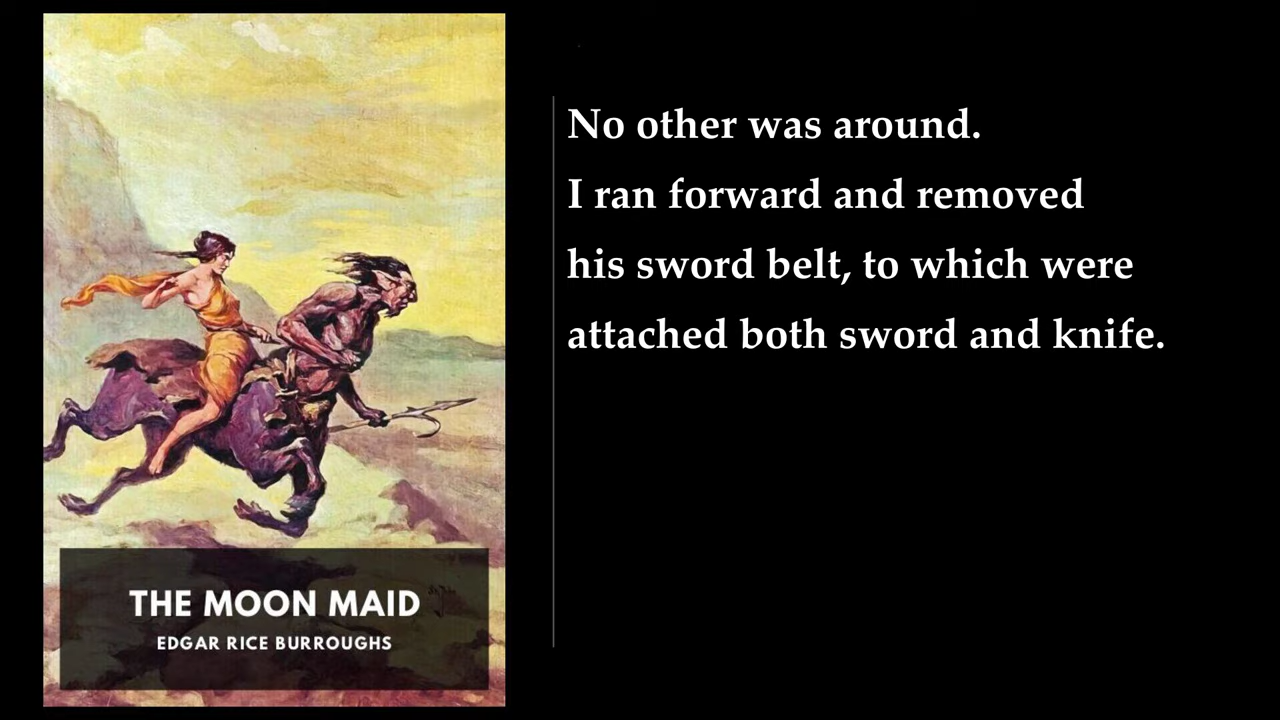 No other was around.
I ran forward and removed
his sword belt, to which were
attached both sword and knife.
THE MOON MAID
EDGAR RICE BURROUGHS